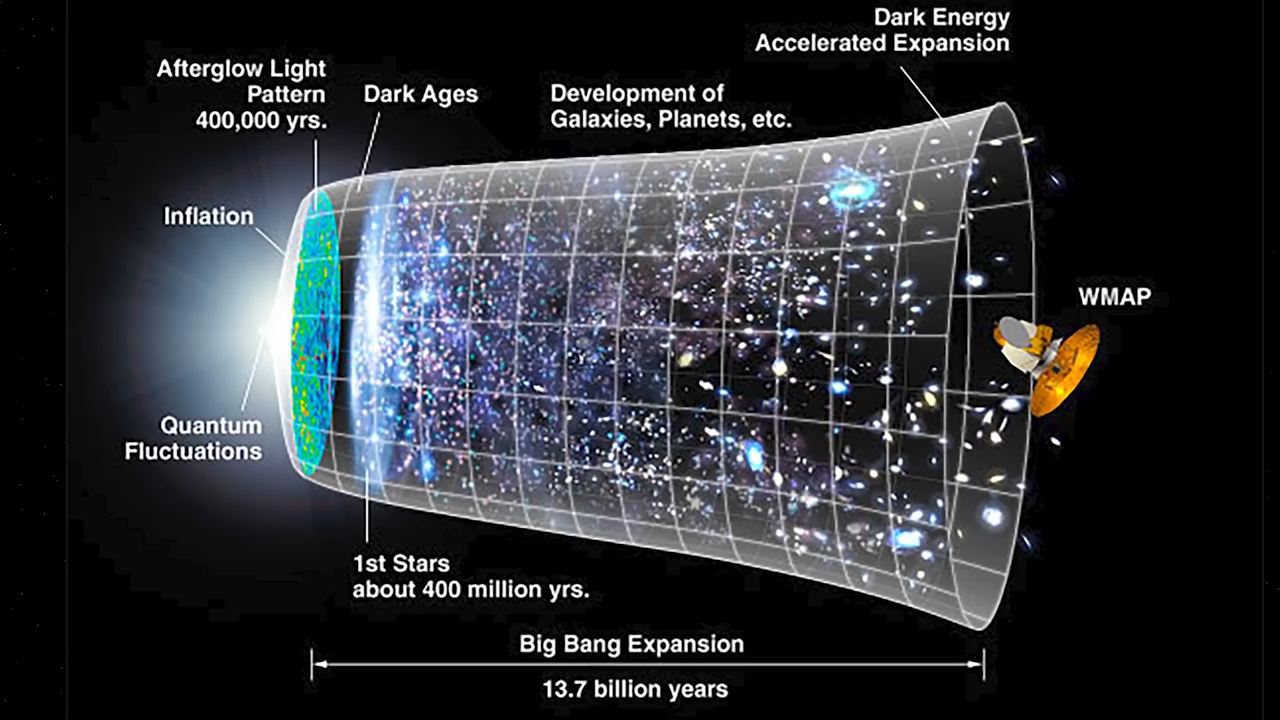 Dark Energy
Accelerated Expansion
Afterglow Light
Pattern
400,000 yrs.
Dark Ages
Development of
Galaxies, Planets, etc.
Inflation
WMAP
Quantum
Fluctuations
1st Stars
about 400 million yrs.
Big Bang Expansion
13.7 billion years